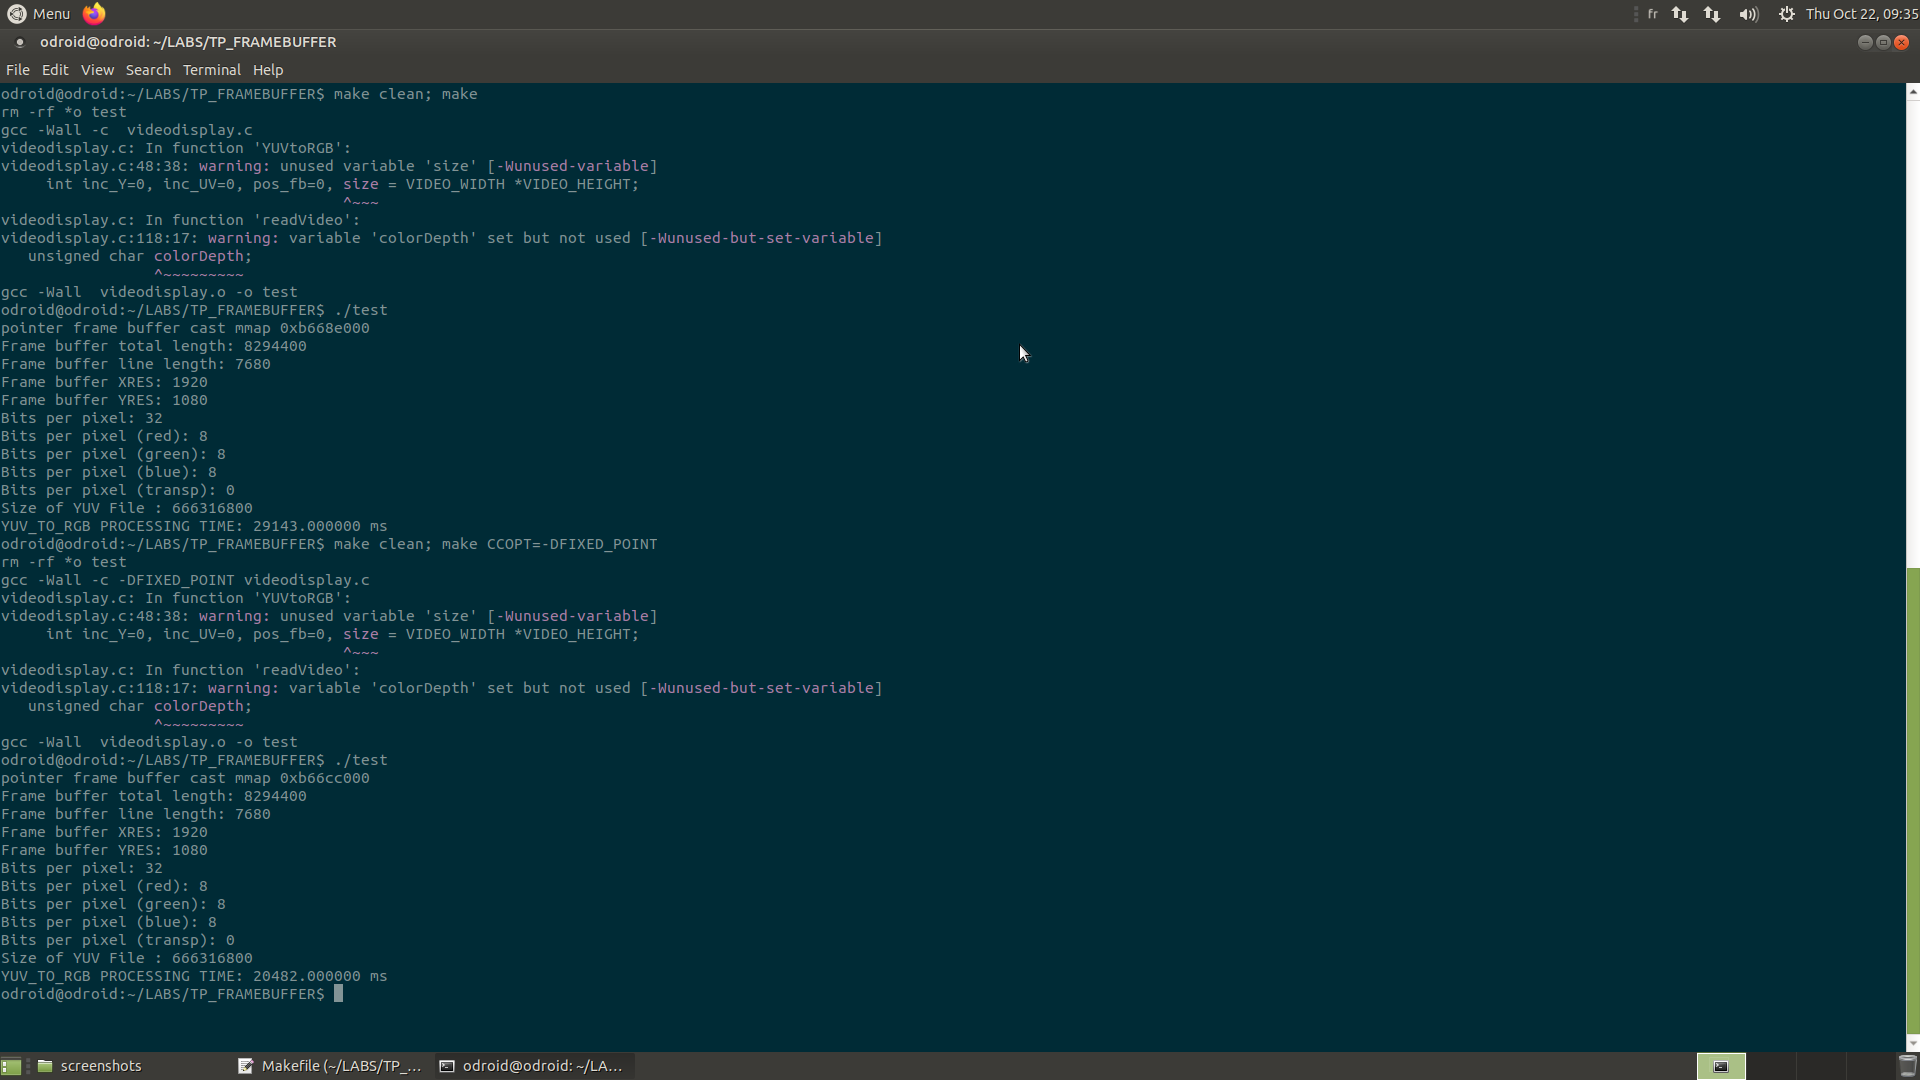 Menu
fr
Thu Oct 22, 09:35
odroid@odroid: ~/LABS/TP_FRAMEBUFFER
File Edit View Search Terminal Help
odroid@odroid:~/LABS/TP_FRAMEBUFFER$ make clean; make
rm -rf *o test
gcc -Wall -c  videodisplay.c
videodisplay.c: In function 'YUVtoRGB':
videodisplay.c:48:38: warning: unused variable 'size' [-Wunused-variable]
     int inc_Y=0, inc_UV=0, pos_fb=0, size = VIDEO_WIDTH *VIDEO_HEIGHT;
                                      ^~~~
videodisplay.c: In function 'readVideo':
videodisplay.c:118:17: warning: variable 'colorDepth' set but not used [-Wunused-but-set-variable]
   unsigned char colorDepth;
                 ^~~~~~~~~~
gcc -Wall  videodisplay.o -o test
odroid@odroid:~/LABS/TP_FRAMEBUFFER$ ./test
pointer frame buffer cast mmap 0xb668e000
Frame buffer total length: 8294400
Frame buffer line length: 7680
Frame buffer XRES: 1920
Frame buffer YRES: 1080
Bits per pixel: 32
Bits per pixel (red): 8
Bits per pixel (green): 8
Bits per pixel (blue): 8
Bits per pixel (transp): 0
Size of YUV File : 666316800
YUV_TO_RGB PROCESSING TIME: 29143.000000 ms
odroid@odroid:~/LABS/TP_FRAMEBUFFER$ make clean; make CCOPT=-DFIXED_POINT
rm -rf *o test
gcc -Wall -c -DFIXED_POINT videodisplay.c
videodisplay.c: In function 'YUVtoRGB':
videodisplay.c:48:38: warning: unused variable 'size' [-Wunused-variable]
     int inc_Y=0, inc_UV=0, pos_fb=0, size = VIDEO_WIDTH *VIDEO_HEIGHT;
                                      ^~~~
videodisplay.c: In function 'readVideo':
videodisplay.c:118:17: warning: variable 'colorDepth' set but not used [-Wunused-but-set-variable]
   unsigned char colorDepth;
                 ^~~~~~~~~~
gcc -Wall  videodisplay.o -o test
odroid@odroid:~/LABS/TP_FRAMEBUFFER$ ./test
pointer frame buffer cast mmap 0xb66cc000
Frame buffer total length: 8294400
Frame buffer line length: 7680
Frame buffer XRES: 1920
Frame buffer YRES: 1080
Bits per pixel: 32
Bits per pixel (red): 8
Bits per pixel (green): 8
Bits per pixel (blue): 8
Bits per pixel (transp): 0
Size of YUV File : 666316800
YUV_TO_RGB PROCESSING TIME: 20482.000000 ms
odroid@odroid:~/LABS/TP_FRAMEBUFFER$
screenshots
Makefile (~/LABS/TP_...
odroid@odroid: ~/LA...